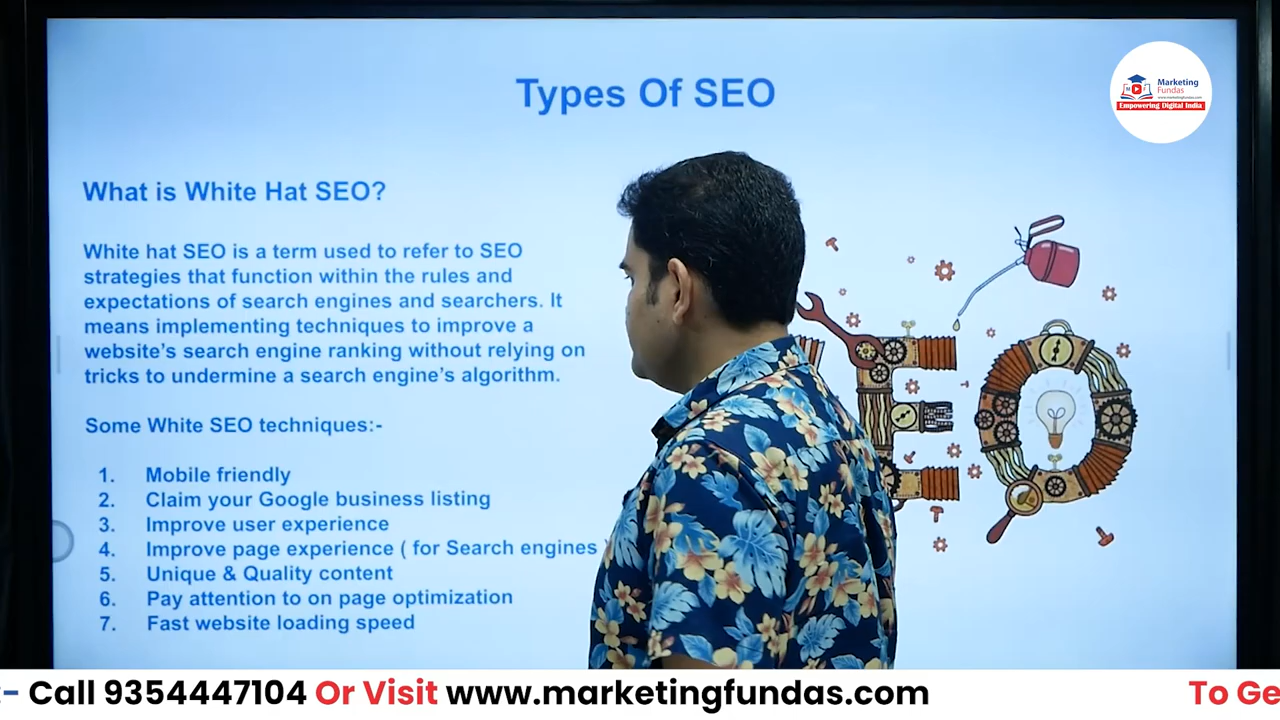 Types Of SEO
Marketing
Fundas
www.marketingfundas.com
Empowering Digital India
What is White Hat SEO?
White hat SEO is a term used to refer to SEO
strategies that function within the rules and
expectations of search engines and searchers. It
means implementing techniques to improve a
website's search engine ranking without relying on
tricks to undermine a search engine's algorithm.
Some White SEO techniques:-
1. Mobile friendly
2. Claim your Google business listing
3. Improve user experience
4. Improve page experience ( for Search engines )
5. Unique & Quality content
6. Pay attention to on page optimization
7. Fast website loading speed
EO
:- Call 9354447104 Or Visit www.marketingfundas.com To Ge